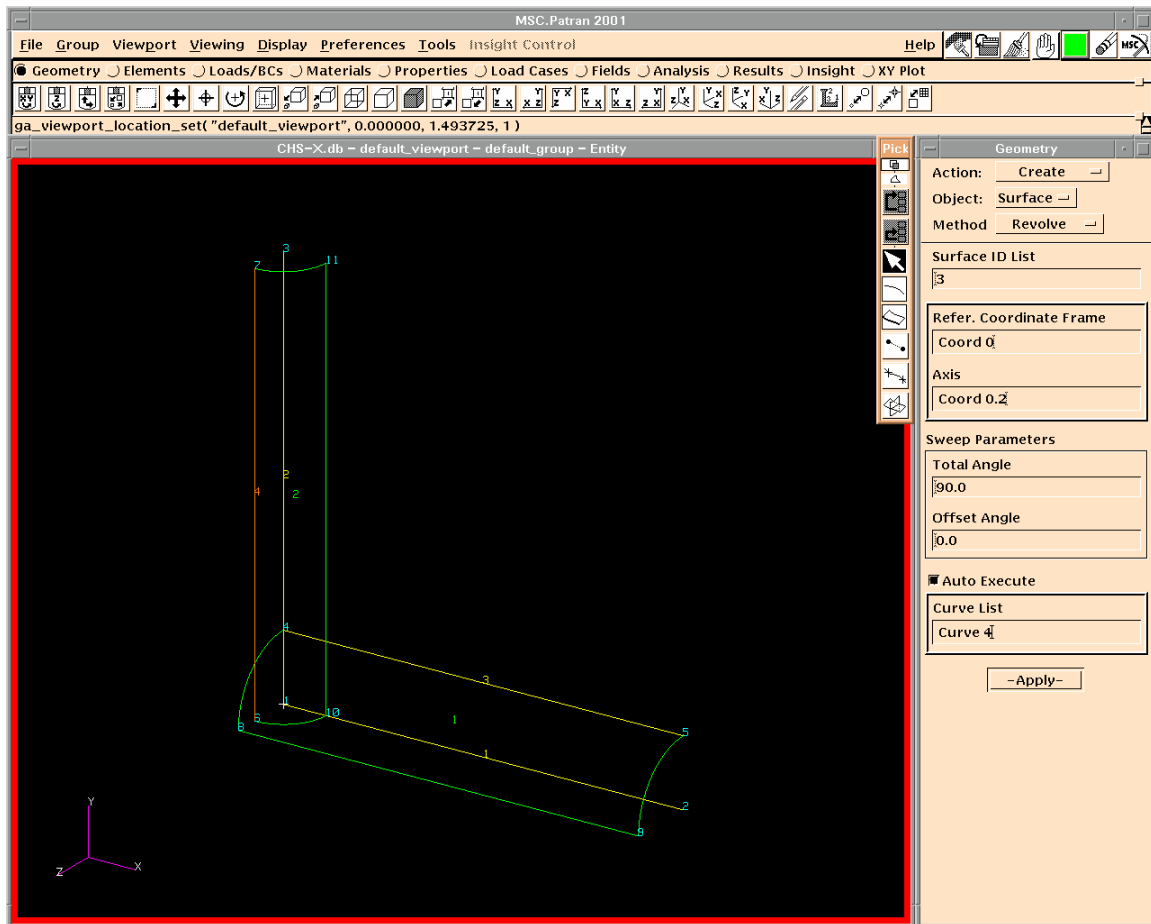 MSC.Patran 2001
File Group Viewport Viewing Display Preferences Tools Insight Control Help
MSC
Geometry Elements Loads/BCs Materials Properties Load Cases Fields Analysis Results Insight XY Plot
ga_viewport_location_set( "default_viewport", 0.000000, 1.493725, 1 )
CHS-X.db - default_viewport - default_group - Entity
Pick
Geometry
Action: Create
Object: Surface
Method Revolve
Surface ID List
3
Refer. Coordinate Frame
Coord 0
Axis
Coord 0.2
Sweep Parameters
Total Angle
90.0
Offset Angle
0.0
Auto Execute
Curve List
Curve 4
-Apply-
3
7 11
2
4 2
4
3
1 10
6
8 1 5
1
2
9
Y
Z X